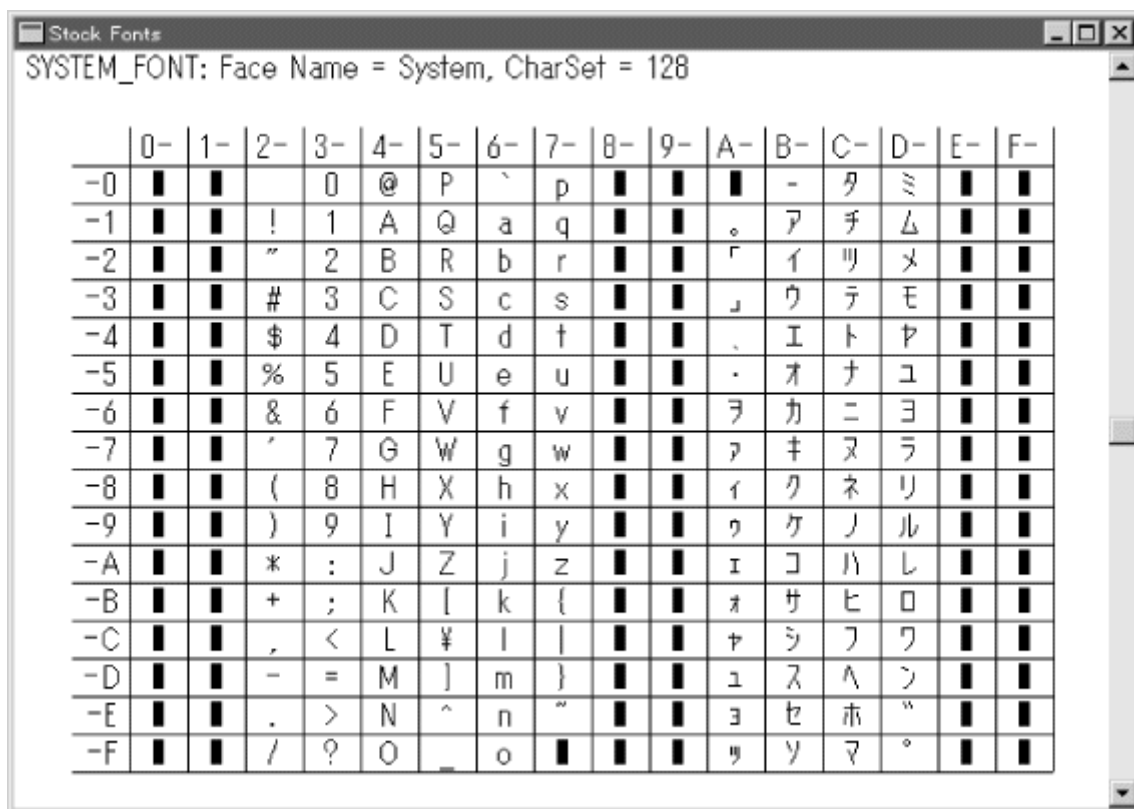 Stock Fonts
SYSTEM_FONT: Face Name = System, CharSet = 128
0- 1- 2- 3- 4- 5- 6- 7- 8- 9- A- B- C- D- E- F-
-0 0 @ P ` p ｰ ﾀ ﾐ
-1 ! 1 A Q a q ｡ ｱ ﾁ ﾑ
-2 " 2 B R b r ｢ ｲ ﾂ ﾒ
-3 # 3 C S c s ｣ ｳ ﾃ ﾓ
-4 $ 4 D T d t ､ ｴ ﾄ ﾔ
-5 % 5 E U e u ･ ｵ ﾅ ﾕ
-6 & 6 F V f v ｦ ｶ ﾆ ﾖ
-7 ' 7 G W g w ｧ ｷ ﾇ ﾗ
-8 ( 8 H X h x ｨ ｸ ﾈ ﾘ
-9 ) 9 I Y i y ｩ ｹ ﾉ ﾙ
-A * : J Z j z ｪ ｺ ﾊ ﾚ
-B + ; K [ k { ｫ ｻ ﾋ ﾛ
-C , < L ¥ l | ｬ ｼ ﾌ ﾜ
-D - = M ] m } ｭ ｽ ﾍ ﾝ
-E . > N ^ n ~ ｮ ｾ ﾎ ﾞ
-F / ? O _ o ｯ ｿ ﾏ ﾟ